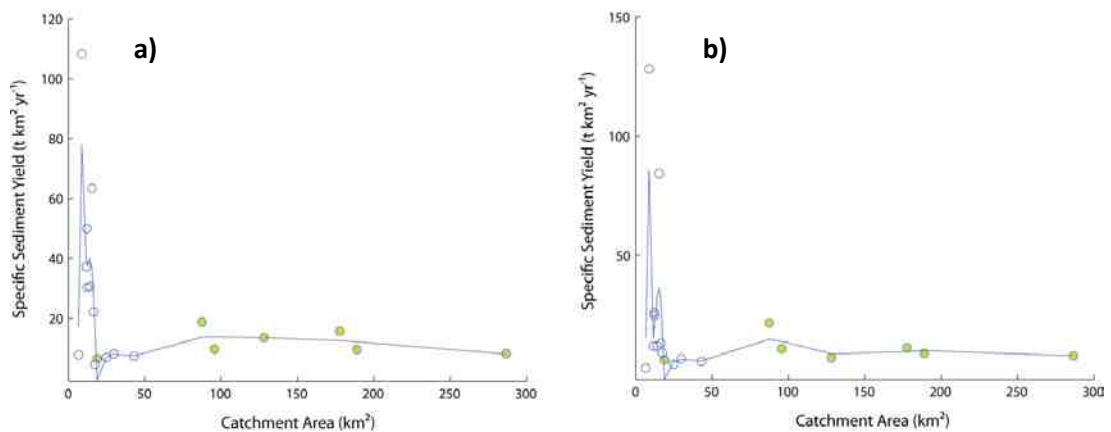 a)
120
100
80
60
40
20
0 50 100 150 200 250 300
Specific Sediment Yield (t km² yr⁻¹)
Catchment Area (km²)
b)
150
100
50
0 50 100 150 200 250 300
Specific Sediment Yield (t km² yr⁻¹)
Catchment Area (km²)